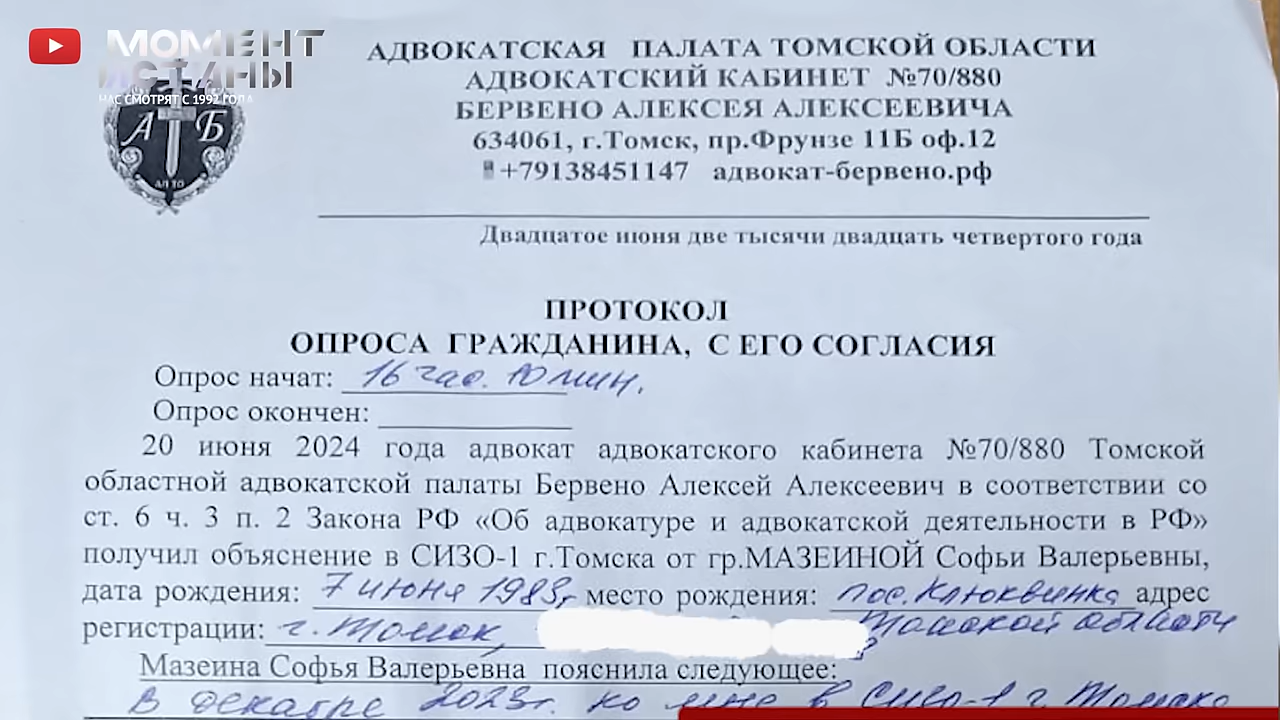 МОМЕНТ
ИСТИНЫ
НАС СМОТРЯТ С 1992 ГОДА
А Б
АП ТО
АДВОКАТСКАЯ ПАЛАТА ТОМСКОЙ ОБЛАСТИ
АДВОКАТСКИЙ КАБИНЕТ №70/880
БЕРВЕНО АЛЕКСЕЯ АЛЕКСЕЕВИЧА
634061, г.Томск, пр.Фрунзе 11Б оф.12
+79138451147 адвокат-бервено.рф
Двадцатое июня две тысячи двадцать четвертого года
ПРОТОКОЛ
ОПРОСА ГРАЖДАНИНА, С ЕГО СОГЛАСИЯ
Опрос начат: 16 час. 10 мин.
Опрос окончен:
20 июня 2024 года адвокат адвокатского кабинета №70/880 Томской
областной адвокатской палаты Бервено Алексей Алексеевич в соответствии со
ст. 6 ч. 3 п. 2 Закона РФ «Об адвокатуре и адвокатской деятельности в РФ»
получил объяснение в СИЗО-1 г.Томска от гр.МАЗЕИНОЙ Софьи Валерьевны,
дата рождения: 7 июня 1983г место рождения: пос.Клюквинка адрес
регистрации: г. Томск, Томской области
Мазеина Софья Валерьевна пояснила следующее:
В декабре 2023г. ко мне в СИЗО-1 г. Томска